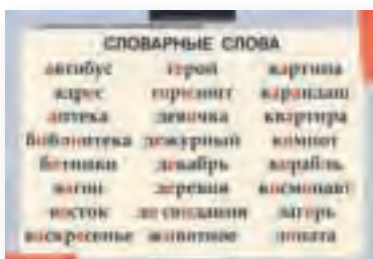 СЛОВАРНЫЕ СЛОВА
автобус герой картина
адрес горизонт карандаш
аптека девочка квартира
библиотека дежурный компот
ботинки декабрь корабль
вагон деревня космонавт
восток до свидания лагерь
воскресенье животное лопата